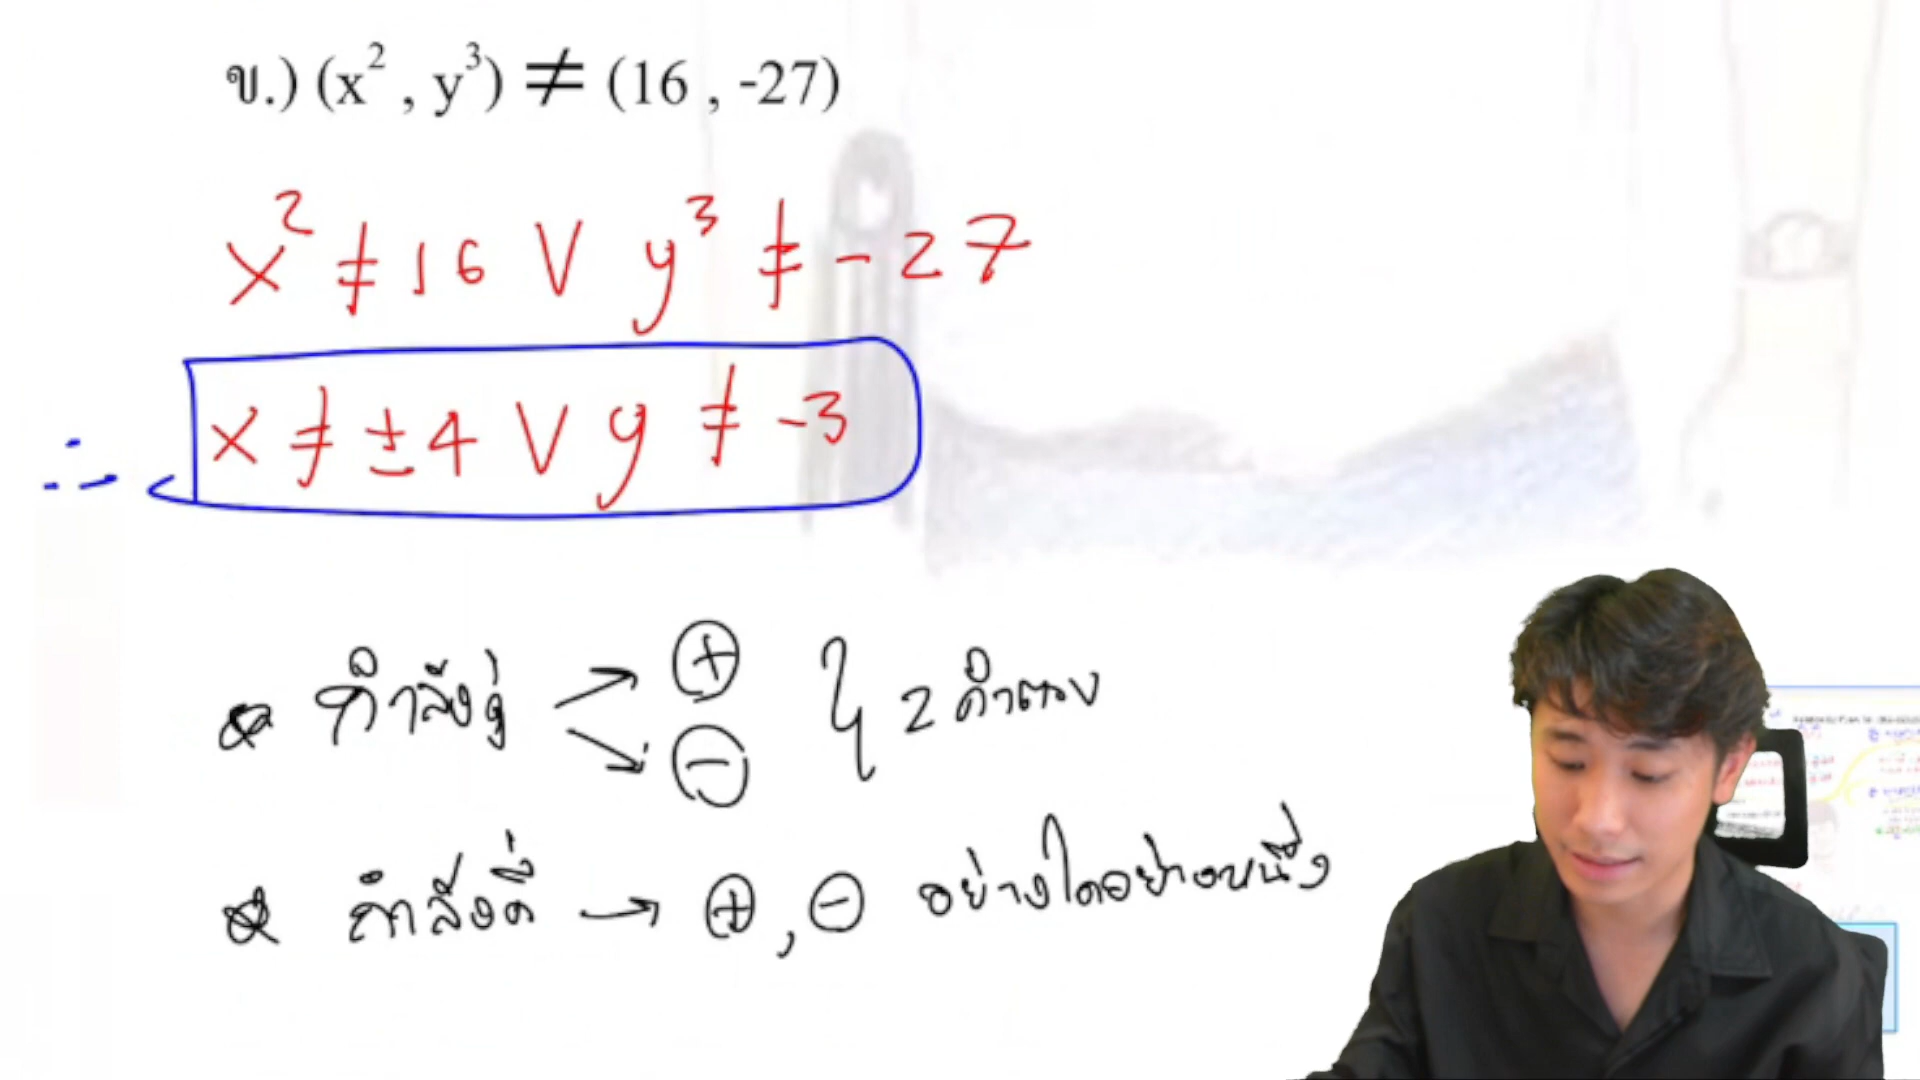 ข.) (x² , y³) ≠ (16 , -27)
x² ≠ 16 ∨ y³ ≠ -27
∴ x ≠ ±4 ∨ y ≠ -3
กำลังคู่ → ⊕ ⊖ } 2 คำตอบ
กำลังคี่ → ⊕ , ⊖ อย่างใดอย่างหนึ่ง